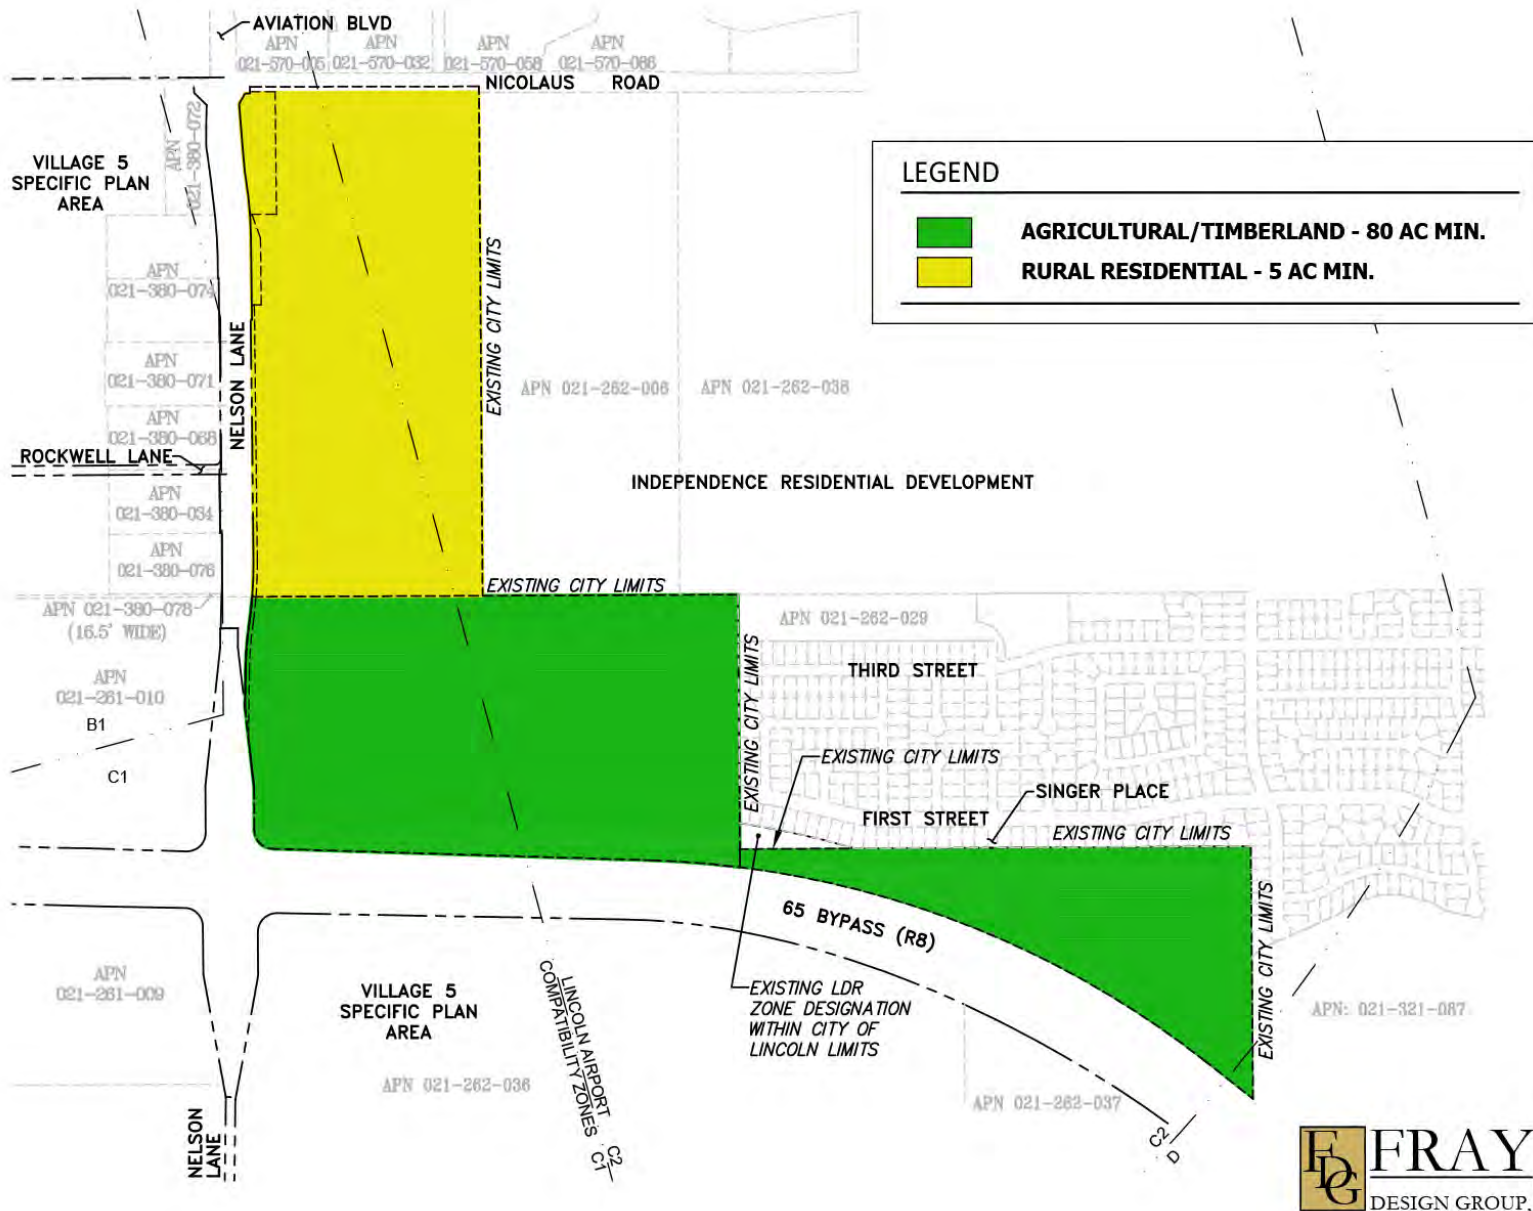 AVIATION BLVD
APN
021-570-005
APN
021-570-032
APN
021-570-058
APN
021-570-086
NICOLAUS ROAD
APN
021-380-072
VILLAGE 5
SPECIFIC PLAN
AREA
LEGEND
AGRICULTURAL/TIMBERLAND - 80 AC MIN.
RURAL RESIDENTIAL - 5 AC MIN.
APN
021-380-074
NELSON LANE
EXISTING CITY LIMITS
APN
021-380-071
APN 021-262-006
APN 021-262-038
APN
021-380-068
ROCKWELL LANE
INDEPENDENCE RESIDENTIAL DEVELOPMENT
APN
021-380-034
APN
021-380-076
EXISTING CITY LIMITS
APN 021-380-078
(16.5' WIDE)
APN 021-262-029
THIRD STREET
EXISTING CITY LIMITS
APN
021-261-010
B1
C1
EXISTING CITY LIMITS
SINGER PLACE
FIRST STREET
EXISTING CITY LIMITS
65 BYPASS (R8)
EXISTING CITY LIMITS
APN
021-261-009
VILLAGE 5
SPECIFIC PLAN
AREA
LINCOLN AIRPORT
COMPATIBILITY ZONES
C2
C1
EXISTING LDR
ZONE DESIGNATION
WITHIN CITY OF
LINCOLN LIMITS
APN: 021-321-087
APN 021-262-036
APN 021-262-037
C2
D
NELSON
LANE
FDG
FRAY
DESIGN GROUP,